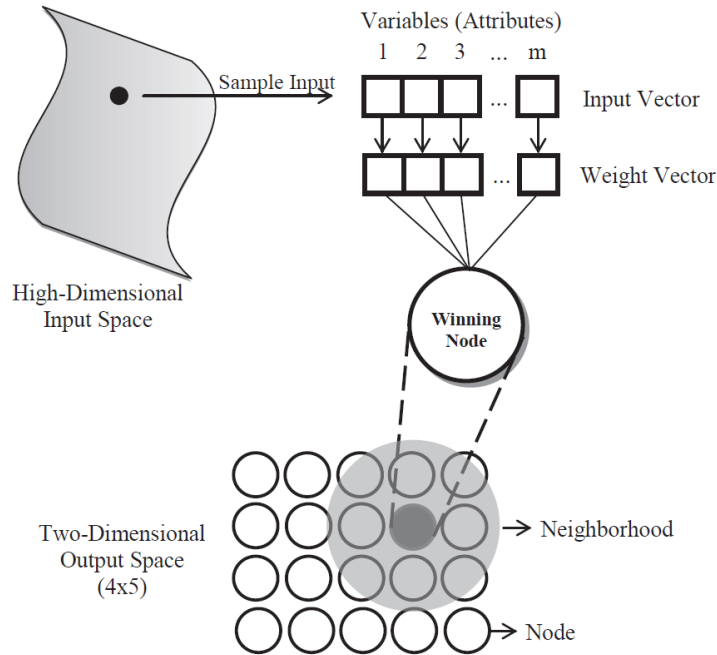 Variables (Attributes)
1 2 3 ... m
Sample Input
Input Vector
...
Weight Vector
...
High-Dimensional
Input Space
Winning
Node
Two-Dimensional
Output Space
(4x5)
Neighborhood
Node